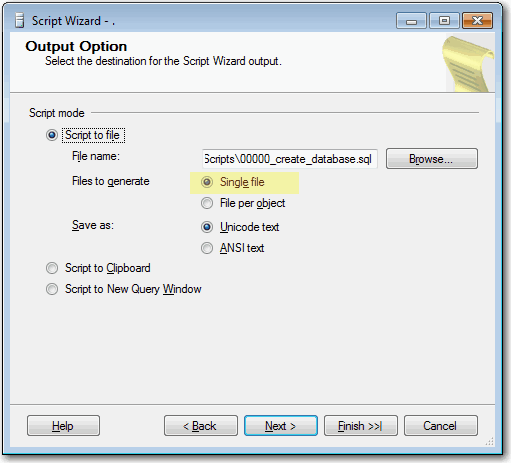 Script Wizard - .
Output Option
Select the destination for the Script Wizard output.
Script mode
Script to file
File name: Scripts\00000_create_database.sql Browse...
Files to generate Single file
File per object
Save as: Unicode text
ANSI text
Script to Clipboard
Script to New Query Window
Help < Back Next > Finish >>| Cancel